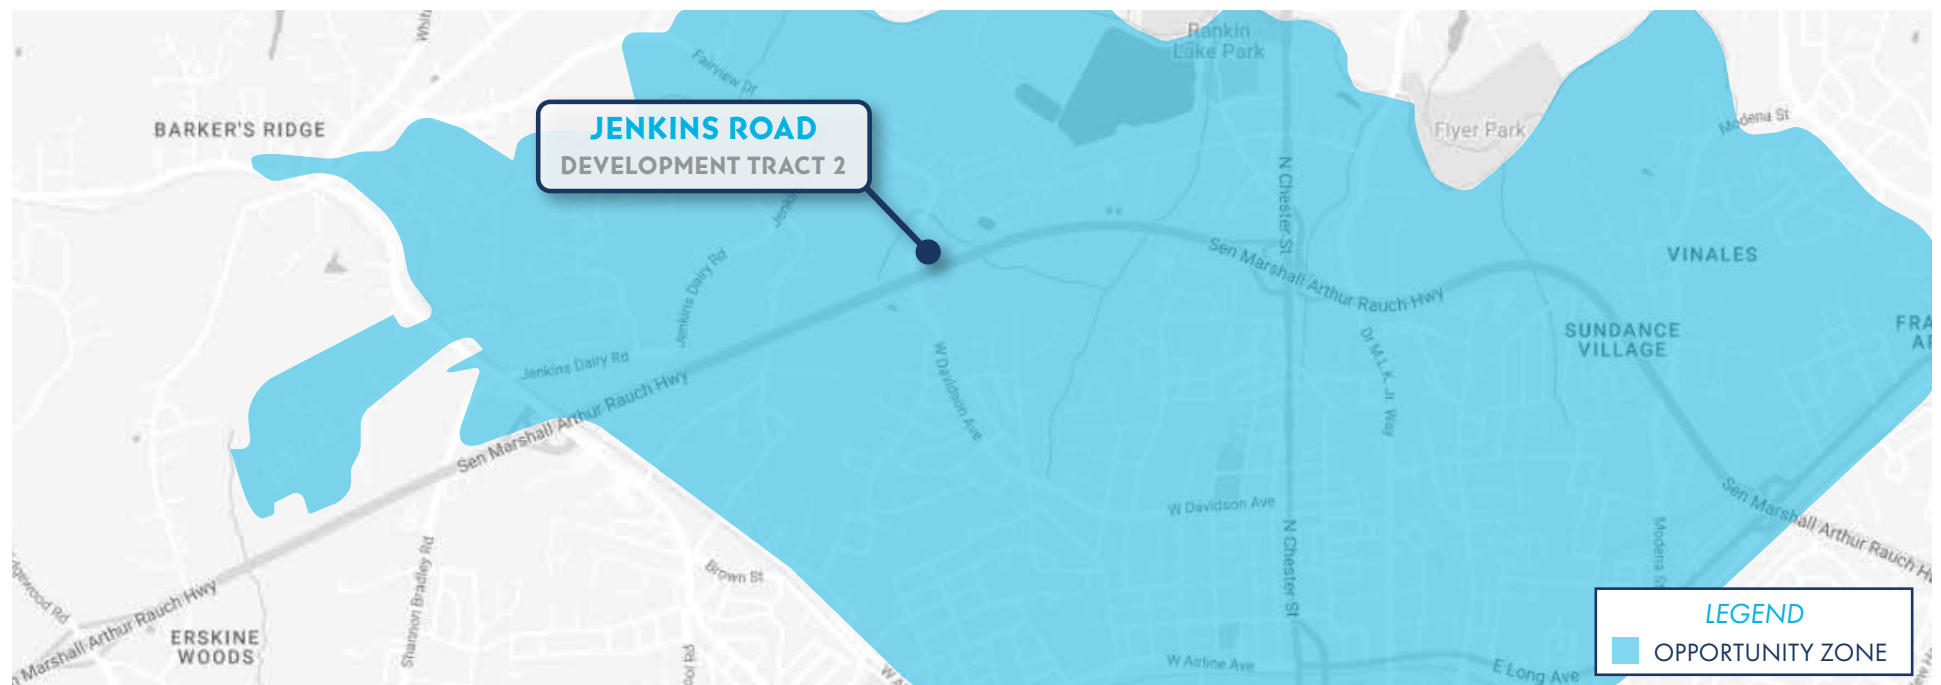 Rankin
Lake Park
Fairview Dr
BARKER'S RIDGE
JENKINS ROAD
DEVELOPMENT TRACT 2
Flyer Park
Modena St
N Chester St
VINALES
Sen Marshall Arthur Rauch Hwy
Jenkins Dairy Rd
SUNDANCE
VILLAGE
Jenkins Dairy Rd
W Davidson Ave
Dr M.L.K. Jr. Way
Sen Marshall Arthur Rauch Hwy
W Davidson Ave
N Chester St
Sen Marshall Arthur Rauch H
Shannon Bradley Rd
Brown St
Marshall Arthur Rauch Hwy
ERSKINE
WOODS
W Airline Ave
E Long Ave
LEGEND
OPPORTUNITY ZONE